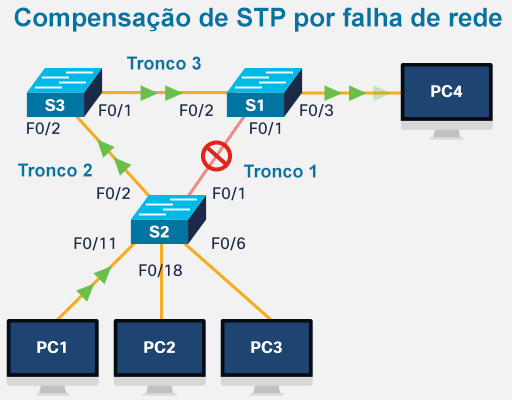 Compensação de STP por falha de rede
Tronco 3
PC4
S3
S1
F0/1
F0/2
F0/3
F0/2
F0/1
Tronco 2
Tronco 1
F0/2
F0/1
S2
F0/11
F0/6
F0/18
PC1
PC2
PC3